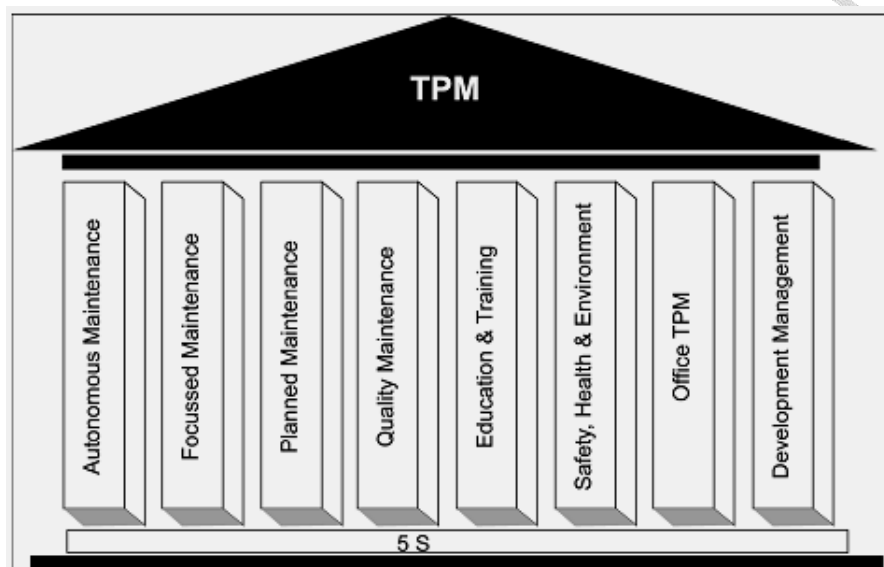 TPM
Autonomous Maintenance
Focussed Maintenance
Planned Maintenance
Quality Maintenance
Education & Training
Safety, Health & Environment
Office TPM
Development Management
5 S